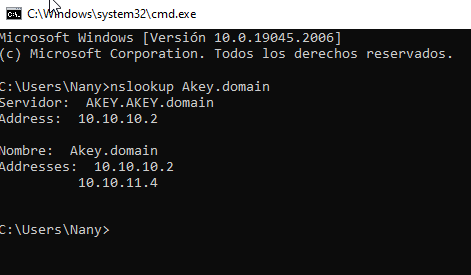 C:\Windows\system32\cmd.exe
Microsoft Windows [Versión 10.0.19045.2006]
(c) Microsoft Corporation. Todos los derechos reservados.
C:\Users\Nany>nslookup Akey.domain
Servidor:  AKEY.AKEY.domain
Address:  10.10.10.2
Nombre:  Akey.domain
Addresses:  10.10.10.2
10.10.11.4
C:\Users\Nany>